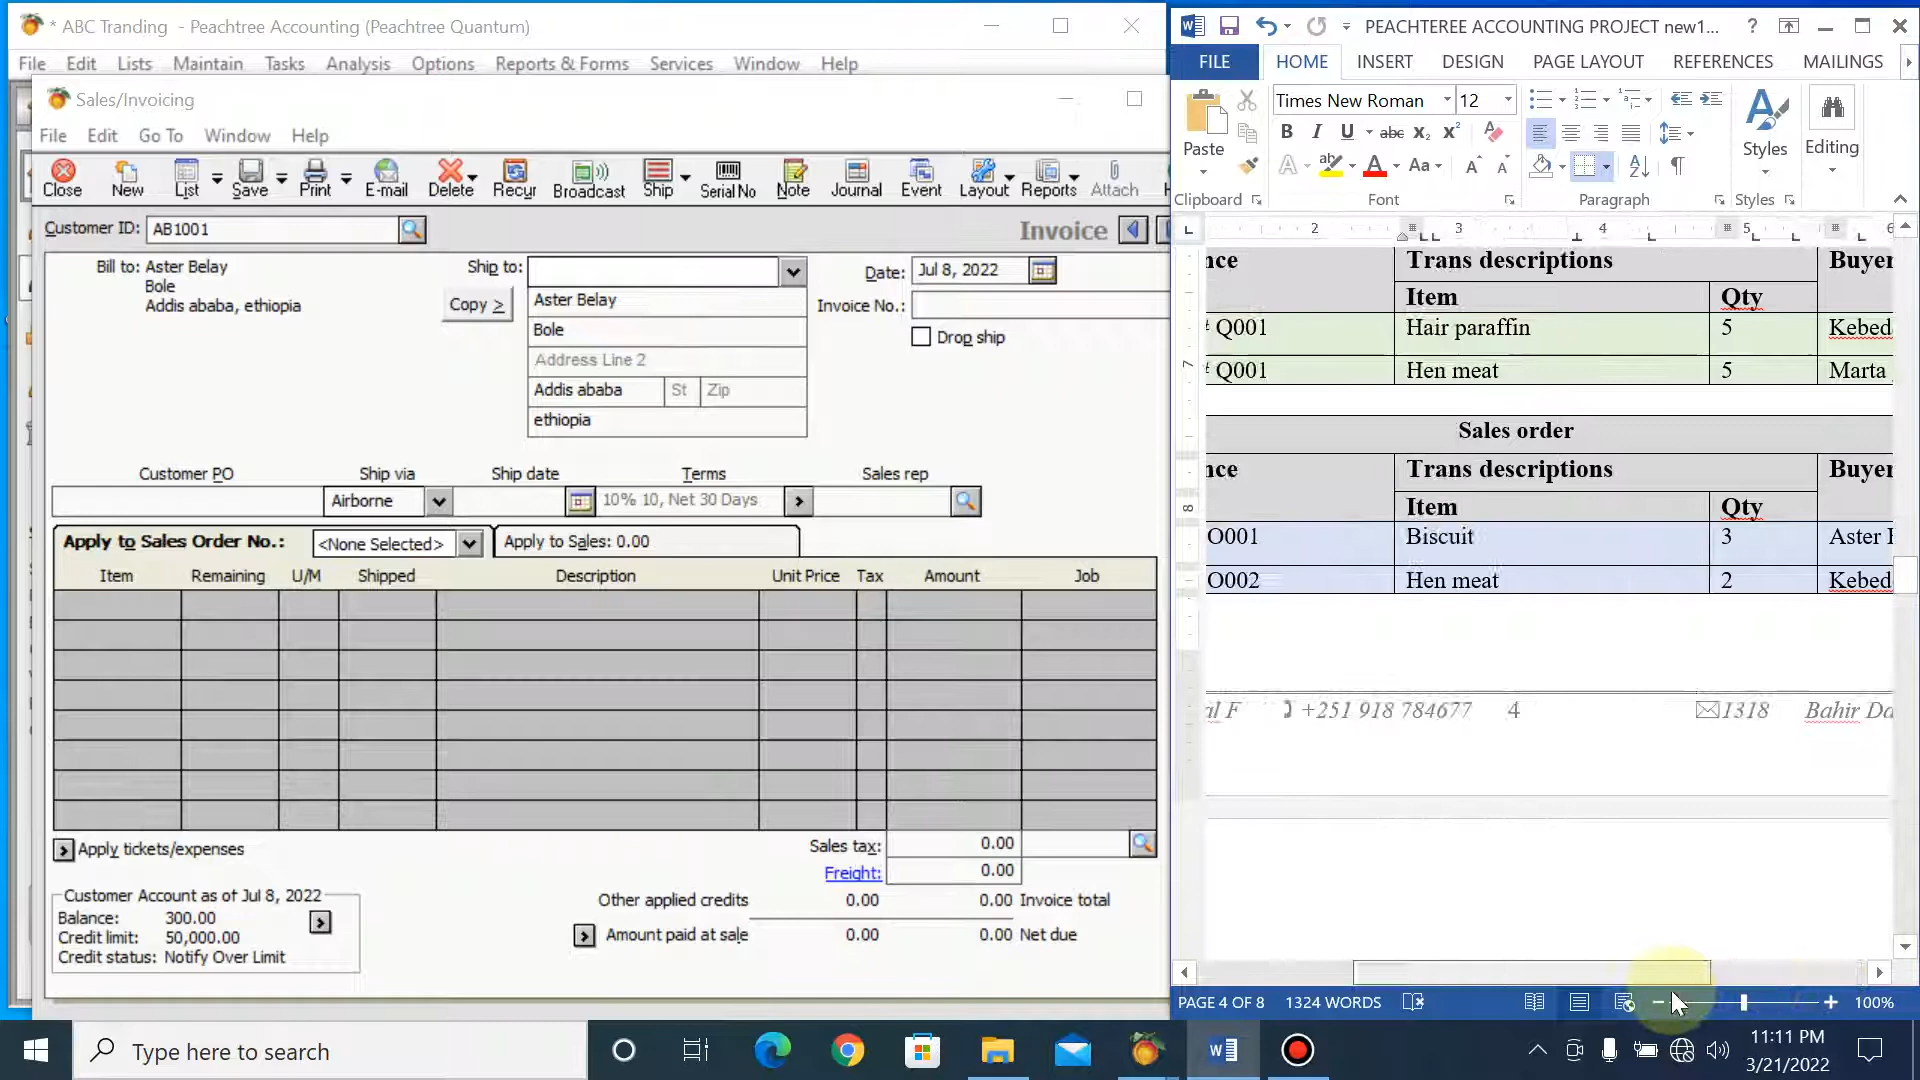 * ABC Tranding - Peachtree Accounting (Peachtree Quantum)
File Edit Lists Maintain Tasks Analysis Options Reports & Forms Services Window Help
Sales/Invoicing
File Edit Go To Window Help
Close New List Save Print E-mail Delete Recur Broadcast Ship Serial No Note Journal Event Layout Reports Attach
Customer ID: AB1001
Invoice
Bill to: Aster Belay
Bole
Addis ababa, ethiopia
Ship to:
Copy >
Aster Belay
Bole
Address Line 2
Addis ababa St Zip
ethiopia
Date: Jul 8, 2022
Invoice No.:
Drop ship
Customer PO Ship via Ship date Terms Sales rep
Airborne 10% 10, Net 30 Days
Apply to Sales Order No.: <None Selected> Apply to Sales: 0.00
Item Remaining U/M Shipped Description Unit Price Tax Amount Job
Apply tickets/expenses
Sales tax: 0.00
Freight: 0.00
Other applied credits 0.00 0.00 Invoice total
Amount paid at sale 0.00 0.00 Net due
Customer Account as of Jul 8, 2022
Balance: 300.00
Credit limit: 50,000.00
Credit status: Notify Over Limit
PEACHTEREE ACCOUNTING PROJECT new1...
FILE HOME INSERT DESIGN PAGE LAYOUT REFERENCES MAILINGS
Times New Roman 12
Paste
Styles
Editing
Clipboard Font Paragraph Styles
2 3 4 5 6
nce Trans descriptions Buyer
Item Qty
# Q001 Hair paraffin 5 Kebed
# Q001 Hen meat 5 Marta
Sales order
nce Trans descriptions Buyer
Item Qty
O001 Biscuit 3 Aster
O002 Hen meat 2 Kebed
al F +251 918 784677 4 1318 Bahir Da
7
8
PAGE 4 OF 8 1324 WORDS 100%
Type here to search
11:11 PM
3/21/2022